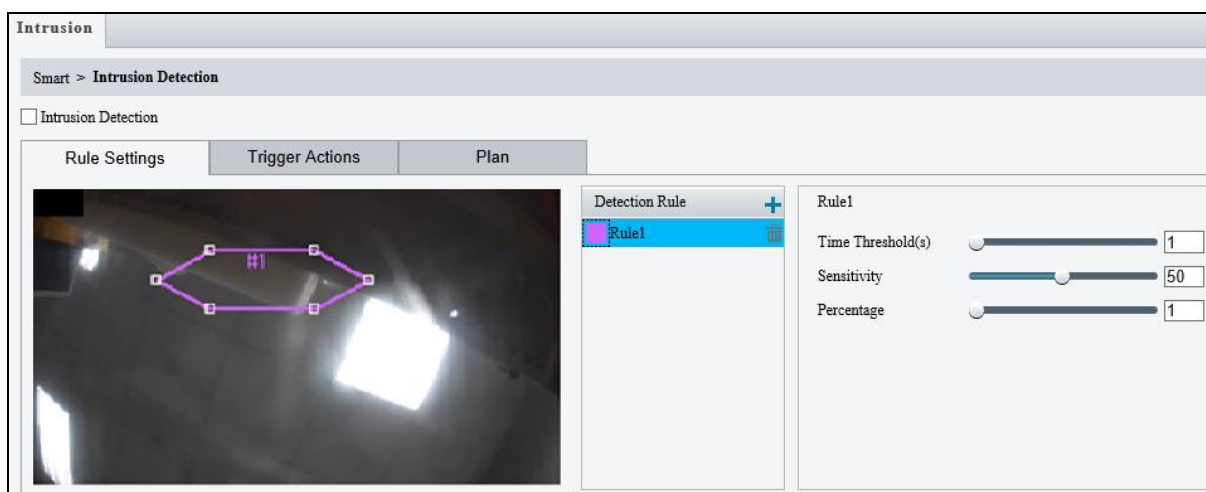 Intrusion
Smart > Intrusion Detection
Intrusion Detection
Rule Settings
Trigger Actions
Plan
#1
Detection Rule
Rule1
Rule1
Time Threshold(s)
1
Sensitivity
50
Percentage
1